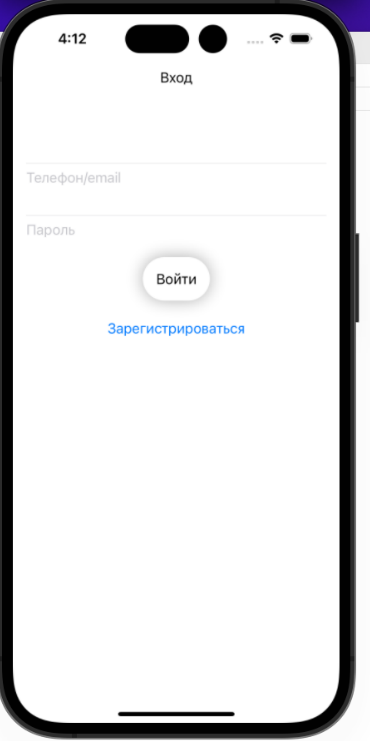 4:12
Вход
Телефон/email
Пароль
Войти
Зарегистрироваться